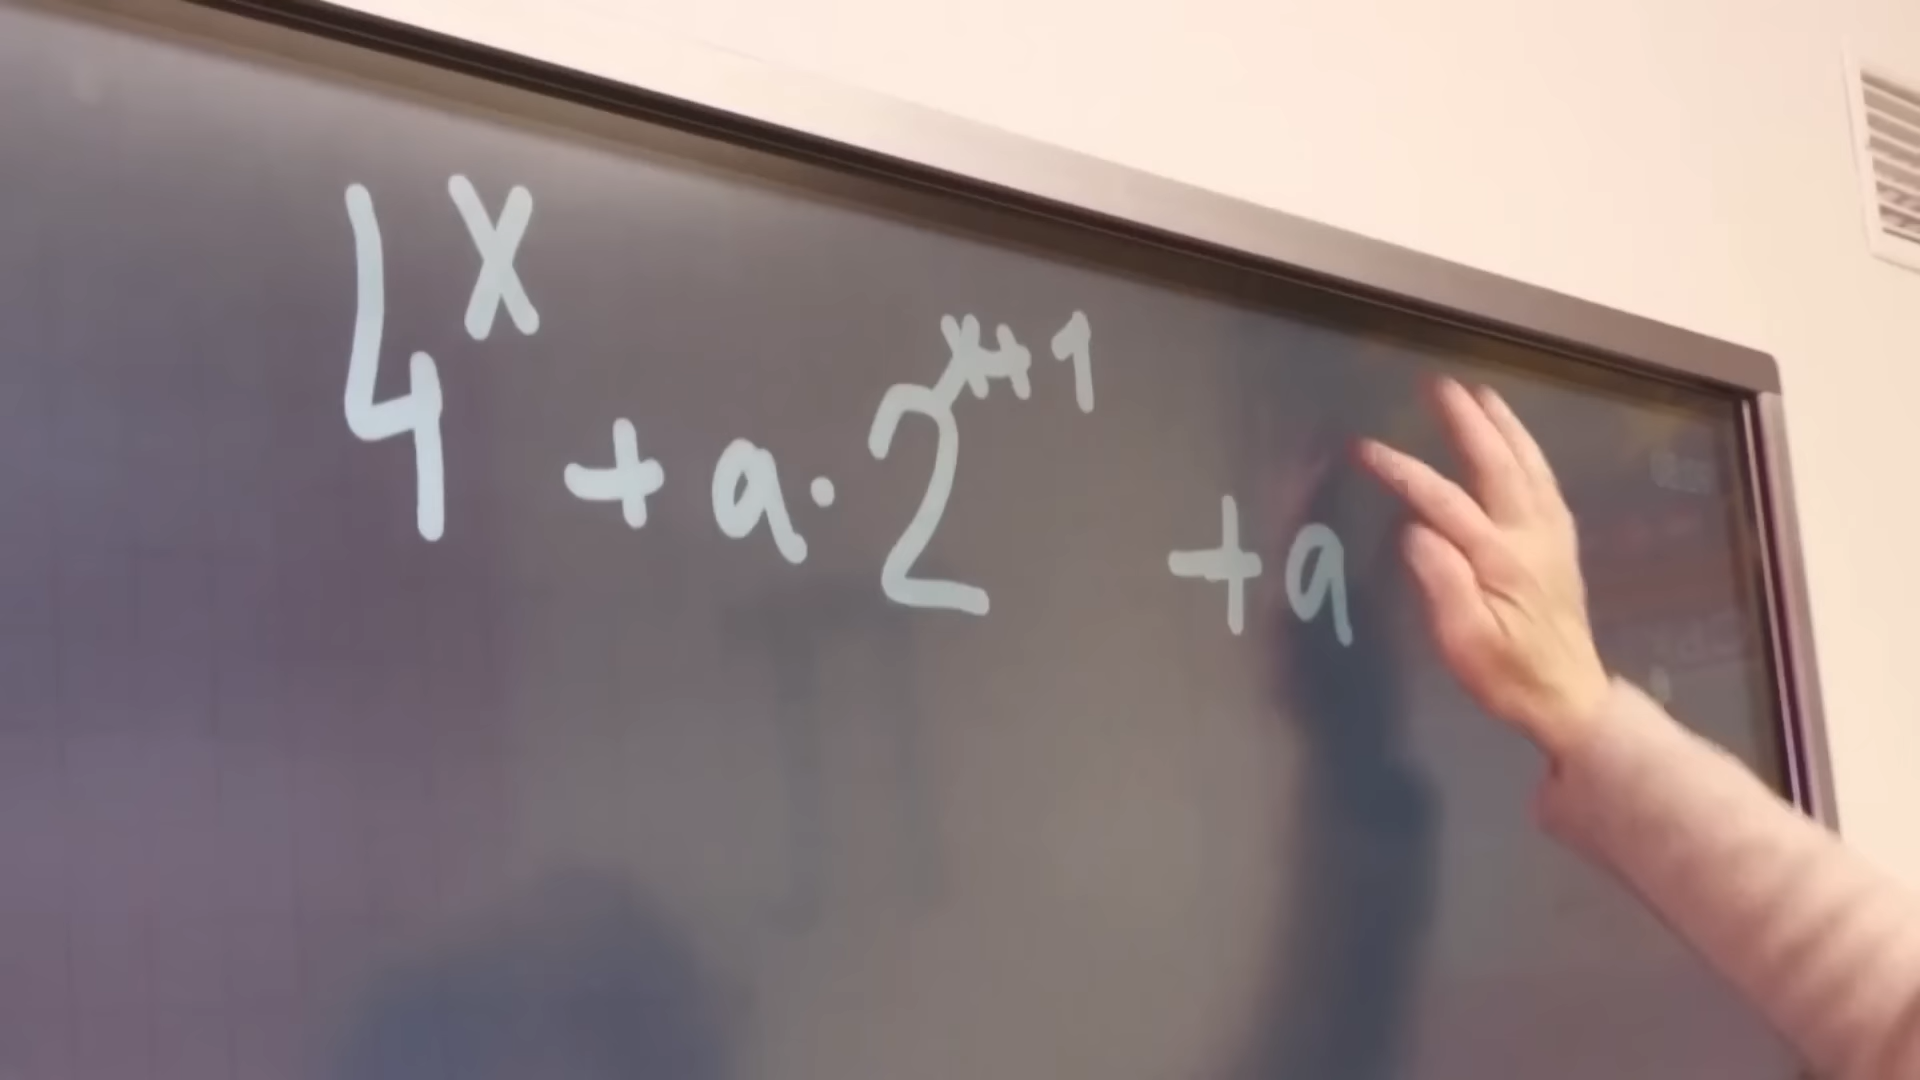 4^x + a · 2^{x+1} + a